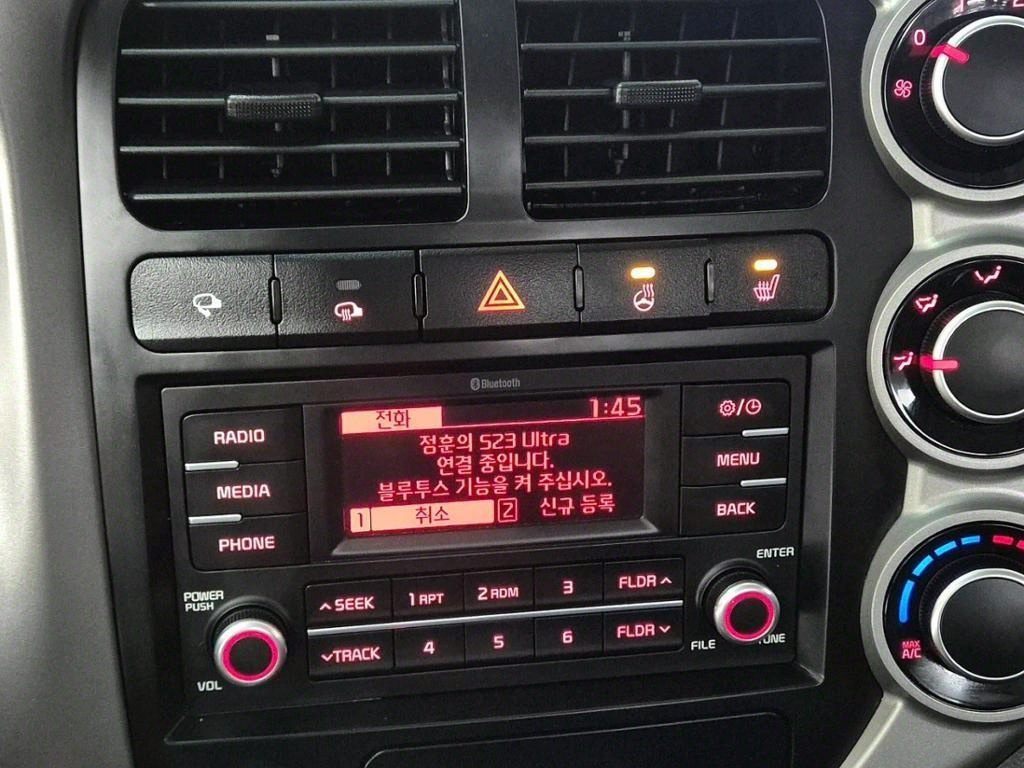 0
Bluetooth
전화 1:45
점훈의 S23 Ultra
연결 중입니다.
블루투스 기능을 켜 주십시오.
1 취소 2 신규 등록
RADIO
MEDIA
PHONE
MENU
BACK
POWER
PUSH
VOL
ENTER
FILE
TUNE
SEEK 1 RPT 2 RDM 3 FLDR
TRACK 4 5 6 FLDR
MAX
A/C